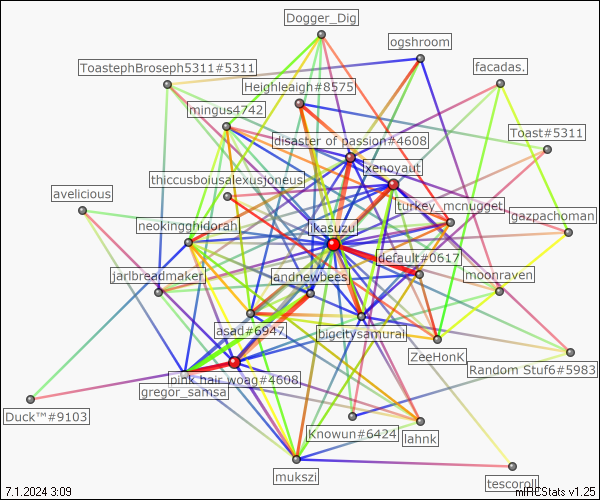 Dogger_Dig
ogshroom
ToastephBroseph5311#5311
facadas.
Heighleaigh#8575
mingus4742
Toast#5311
disaster of passion#4608
xenoyaut
thiccusboiusalexusjoneus
avelicious
turkey_mcnugget
gazpachoman
neokingghidorah
ikasuzu
default#0617
jarlbreadmaker
andnewbees
moonraven
asad#6947
bigcitysamurai
ZeeHonK
Random Stuf6#5983
pink hair woag#4608
gregor_samsa
Duck™#9103
Knowun#6424
lahnk
mukszi
tescoroll
7.1.2024 3:09
mIRCStats v1.25